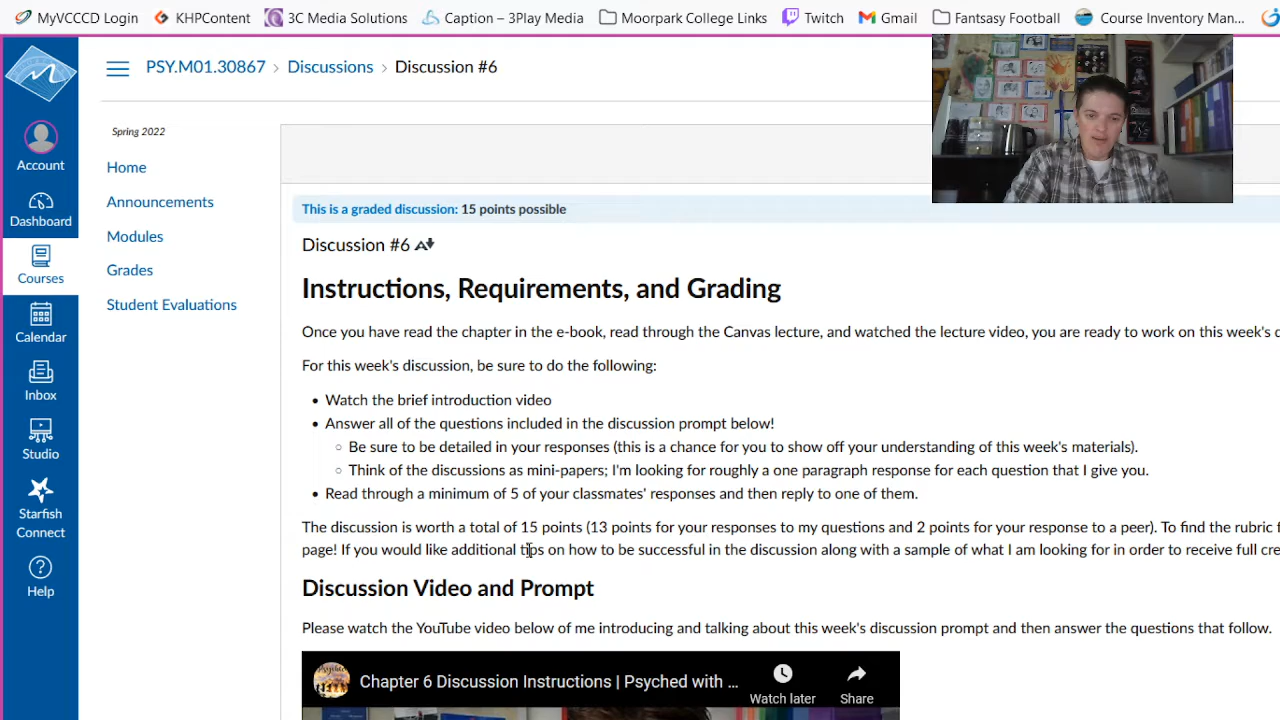 MyVCCCD Login KHPContent 3C Media Solutions Caption – 3Play Media Moorpark College Links Twitch Gmail Fantsasy Football Course Inventory Man...
PSY.M01.30867 › Discussions › Discussion #6
Spring 2022
Account
Home
Announcements
Dashboard
Modules
Courses
Grades
Student Evaluations
Calendar
Inbox
Studio
Starfish
Connect
Help
This is a graded discussion: 15 points possible
Discussion #6
Instructions, Requirements, and Grading
Once you have read the chapter in the e-book, read through the Canvas lecture, and watched the lecture video, you are ready to work on this week's
For this week's discussion, be sure to do the following:
• Watch the brief introduction video
• Answer all of the questions included in the discussion prompt below!
◦ Be sure to be detailed in your responses (this is a chance for you to show off your understanding of this week's materials).
◦ Think of the discussions as mini-papers; I'm looking for roughly a one paragraph response for each question that I give you.
• Read through a minimum of 5 of your classmates' responses and then reply to one of them.
The discussion is worth a total of 15 points (13 points for your responses to my questions and 2 points for your response to a peer). To find the rubric
page! If you would like additional tips on how to be successful in the discussion along with a sample of what I am looking for in order to receive full
Discussion Video and Prompt
Please watch the YouTube video below of me introducing and talking about this week's discussion prompt and then answer the questions that follow.
Chapter 6 Discussion Instructions | Psyched with ...
Watch later
Share